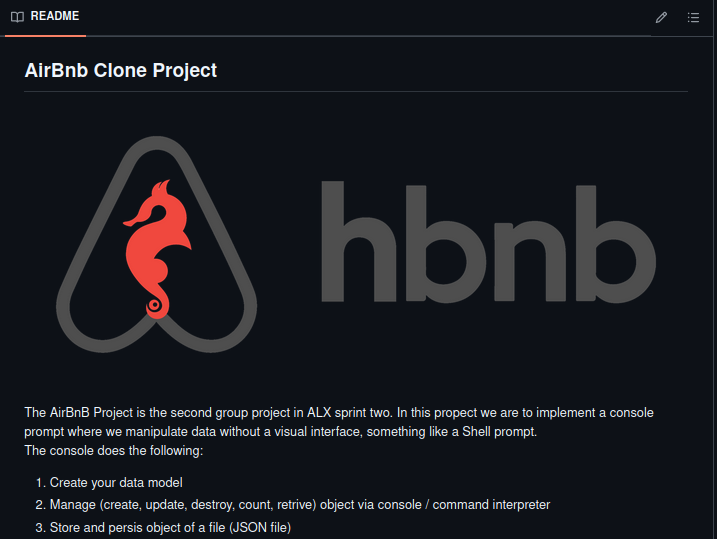 README
AirBnb Clone Project
hbnb
The AirBnB Project is the second group project in ALX sprint two. In this propect we are to implement a console
prompt where we manipulate data without a visual interface, something like a Shell prompt.
The console does the following:
1. Create your data model
2. Manage (create, update, destroy, count, retrive) object via console / command interpreter
3. Store and persis object of a file (JSON file)